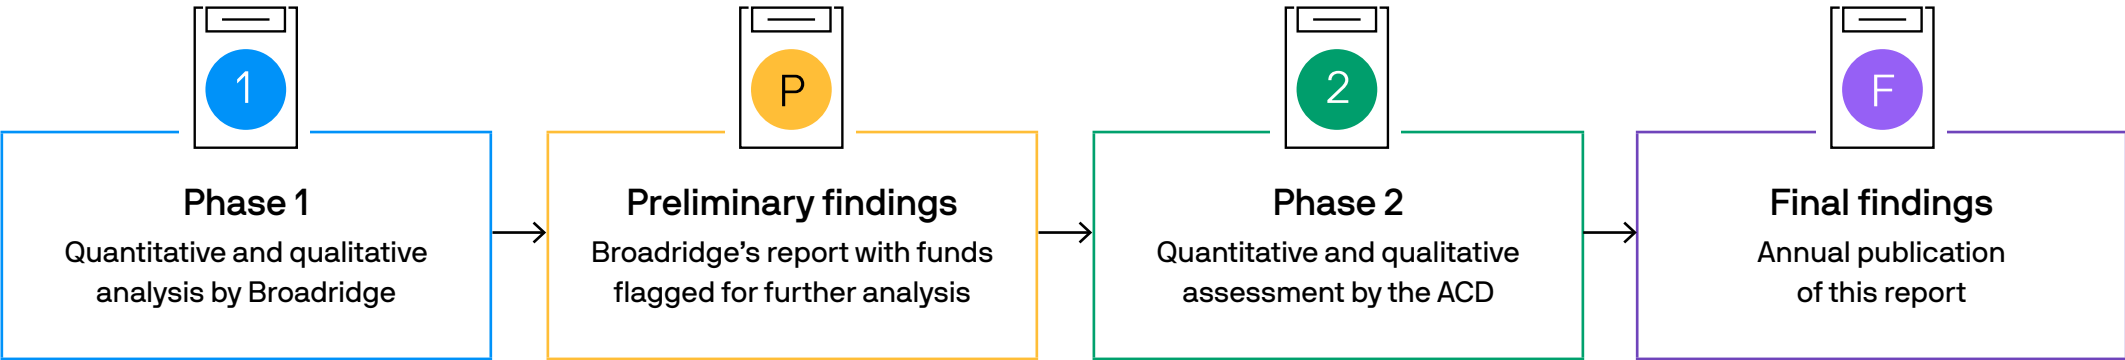 1
Phase 1
Quantitative and qualitative
analysis by Broadridge
P
Preliminary findings
Broadridge’s report with funds
flagged for further analysis
2
Phase 2
Quantitative and qualitative
assessment by the ACD
F
Final findings
Annual publication
of this report